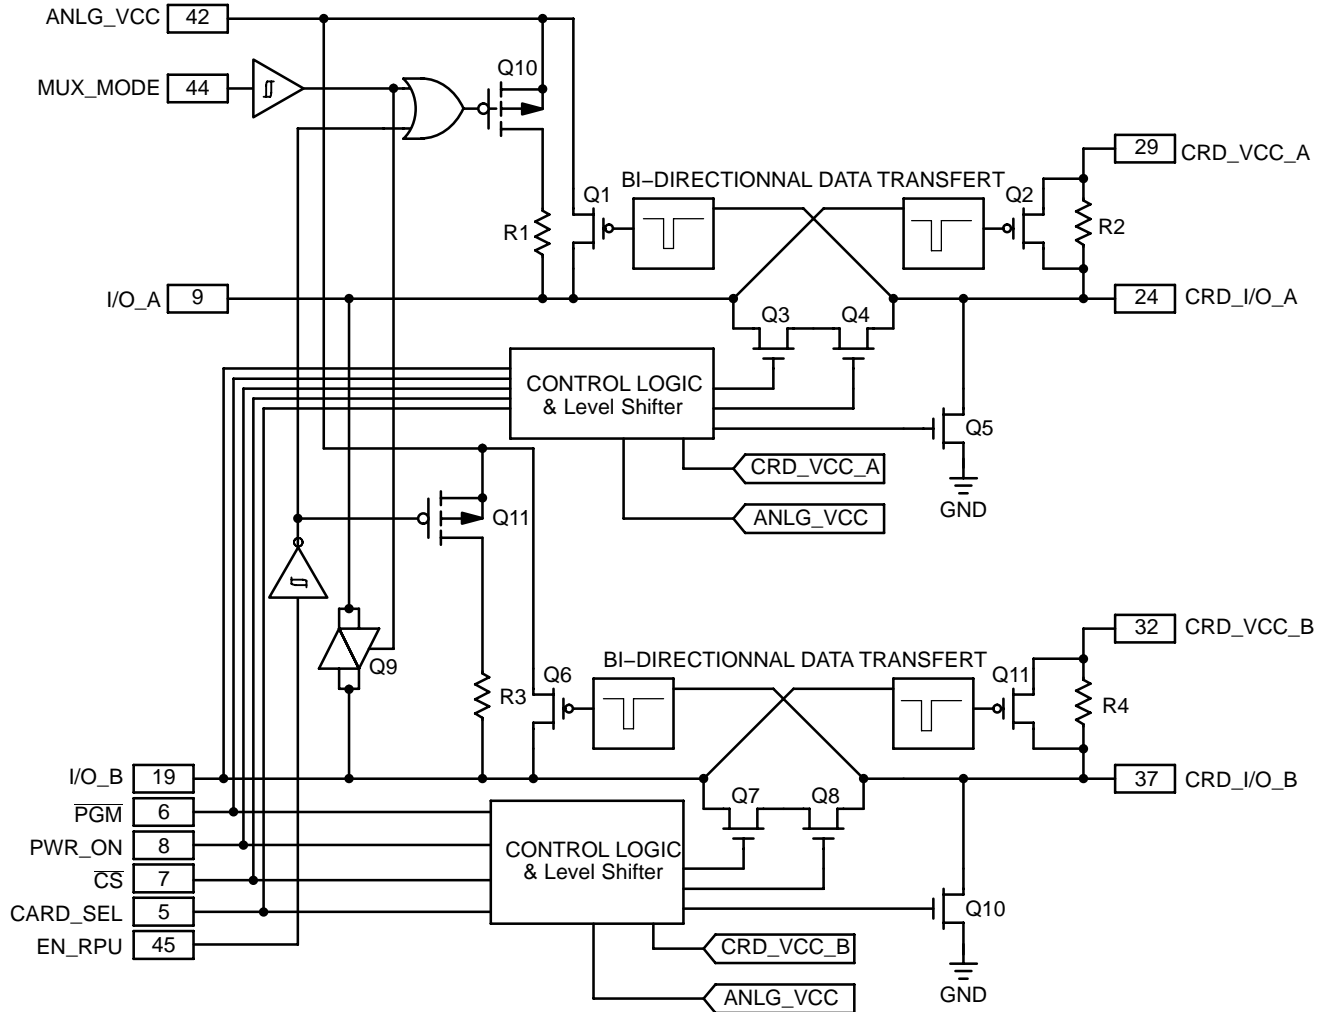 ANLG_VCC 42
Q10
MUX_MODE 44
29 CRD_VCC_A
BI–DIRECTIONNAL DATA TRANSFERT
Q1
Q2
R1
R2
I/O_A 9
24 CRD_I/O_A
Q3
Q4
CONTROL LOGIC
& Level Shifter
Q5
CRD_VCC_A
GND
Q11
ANLG_VCC
32 CRD_VCC_B
Q9
BI–DIRECTIONNAL DATA TRANSFERT
Q6
Q11
R3
R4
I/O_B 19
37 CRD_I/O_B
Q7
Q8
PGM 6
PWR_ON 8
CONTROL LOGIC
& Level Shifter
CS 7
CARD_SEL 5
Q10
EN_RPU 45
CRD_VCC_B
GND
ANLG_VCC